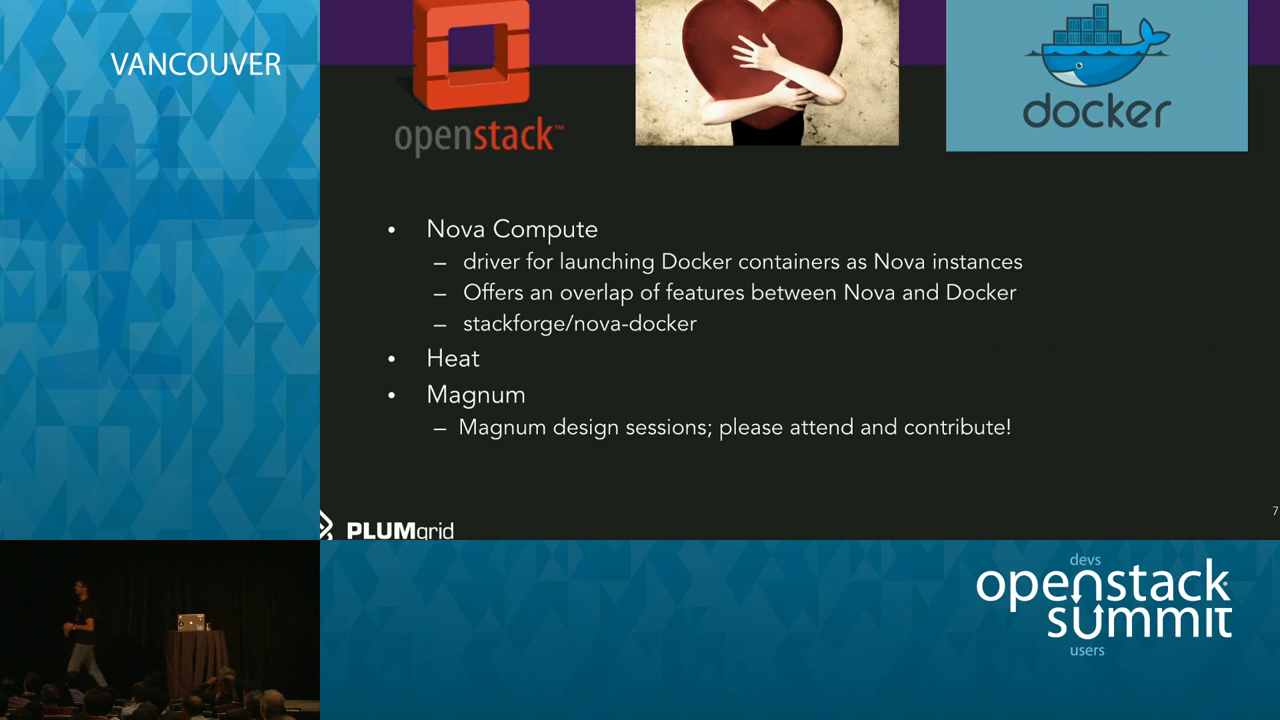 VANCOUVER
openstack™
docker
• Nova Compute
– driver for launching Docker containers as Nova instances
– Offers an overlap of features between Nova and Docker
– stackforge/nova-docker
• Heat
• Magnum
– Magnum design sessions; please attend and contribute!
7
PLUMgrid
devs
openstack
summit
users